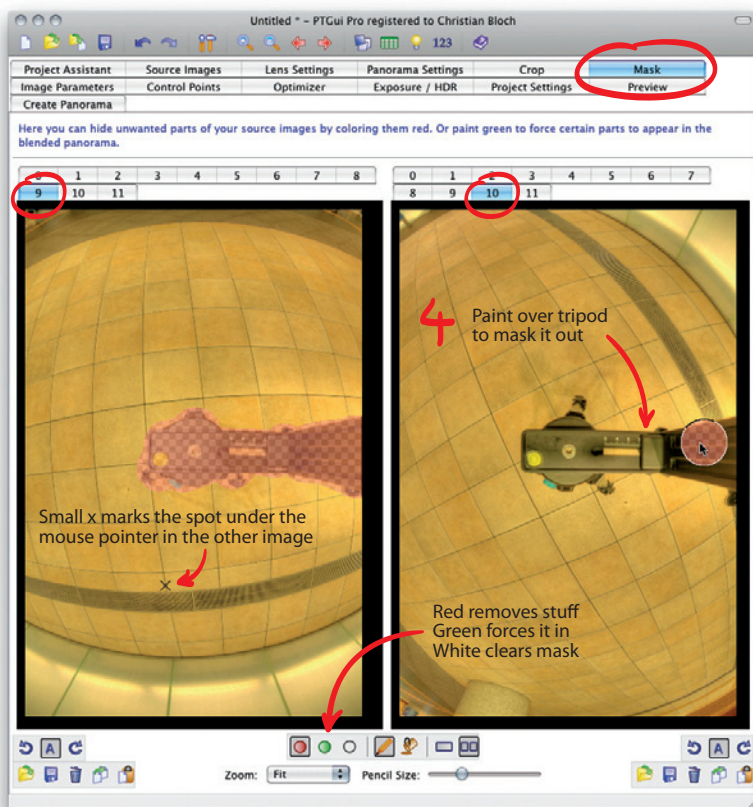 Untitled * – PTGui Pro registered to Christian Bloch
123
Project Assistant Source Images Lens Settings Panorama Settings Crop Mask
Image Parameters Control Points Optimizer Exposure / HDR Project Settings Preview
Create Panorama
Here you can hide unwanted parts of your source images by coloring them red. Or paint green to force certain parts to appear in the
blended panorama.
0 1 2 3 4 5 6 7 8
9 10 11
0 1 2 3 4 5 6 7
8 9 10 11
4
Paint over tripod
to mask it out
Small x marks the spot under the
mouse pointer in the other image
Red removes stuff
Green forces it in
White clears mask
A
A
Zoom: Fit Pencil Size: